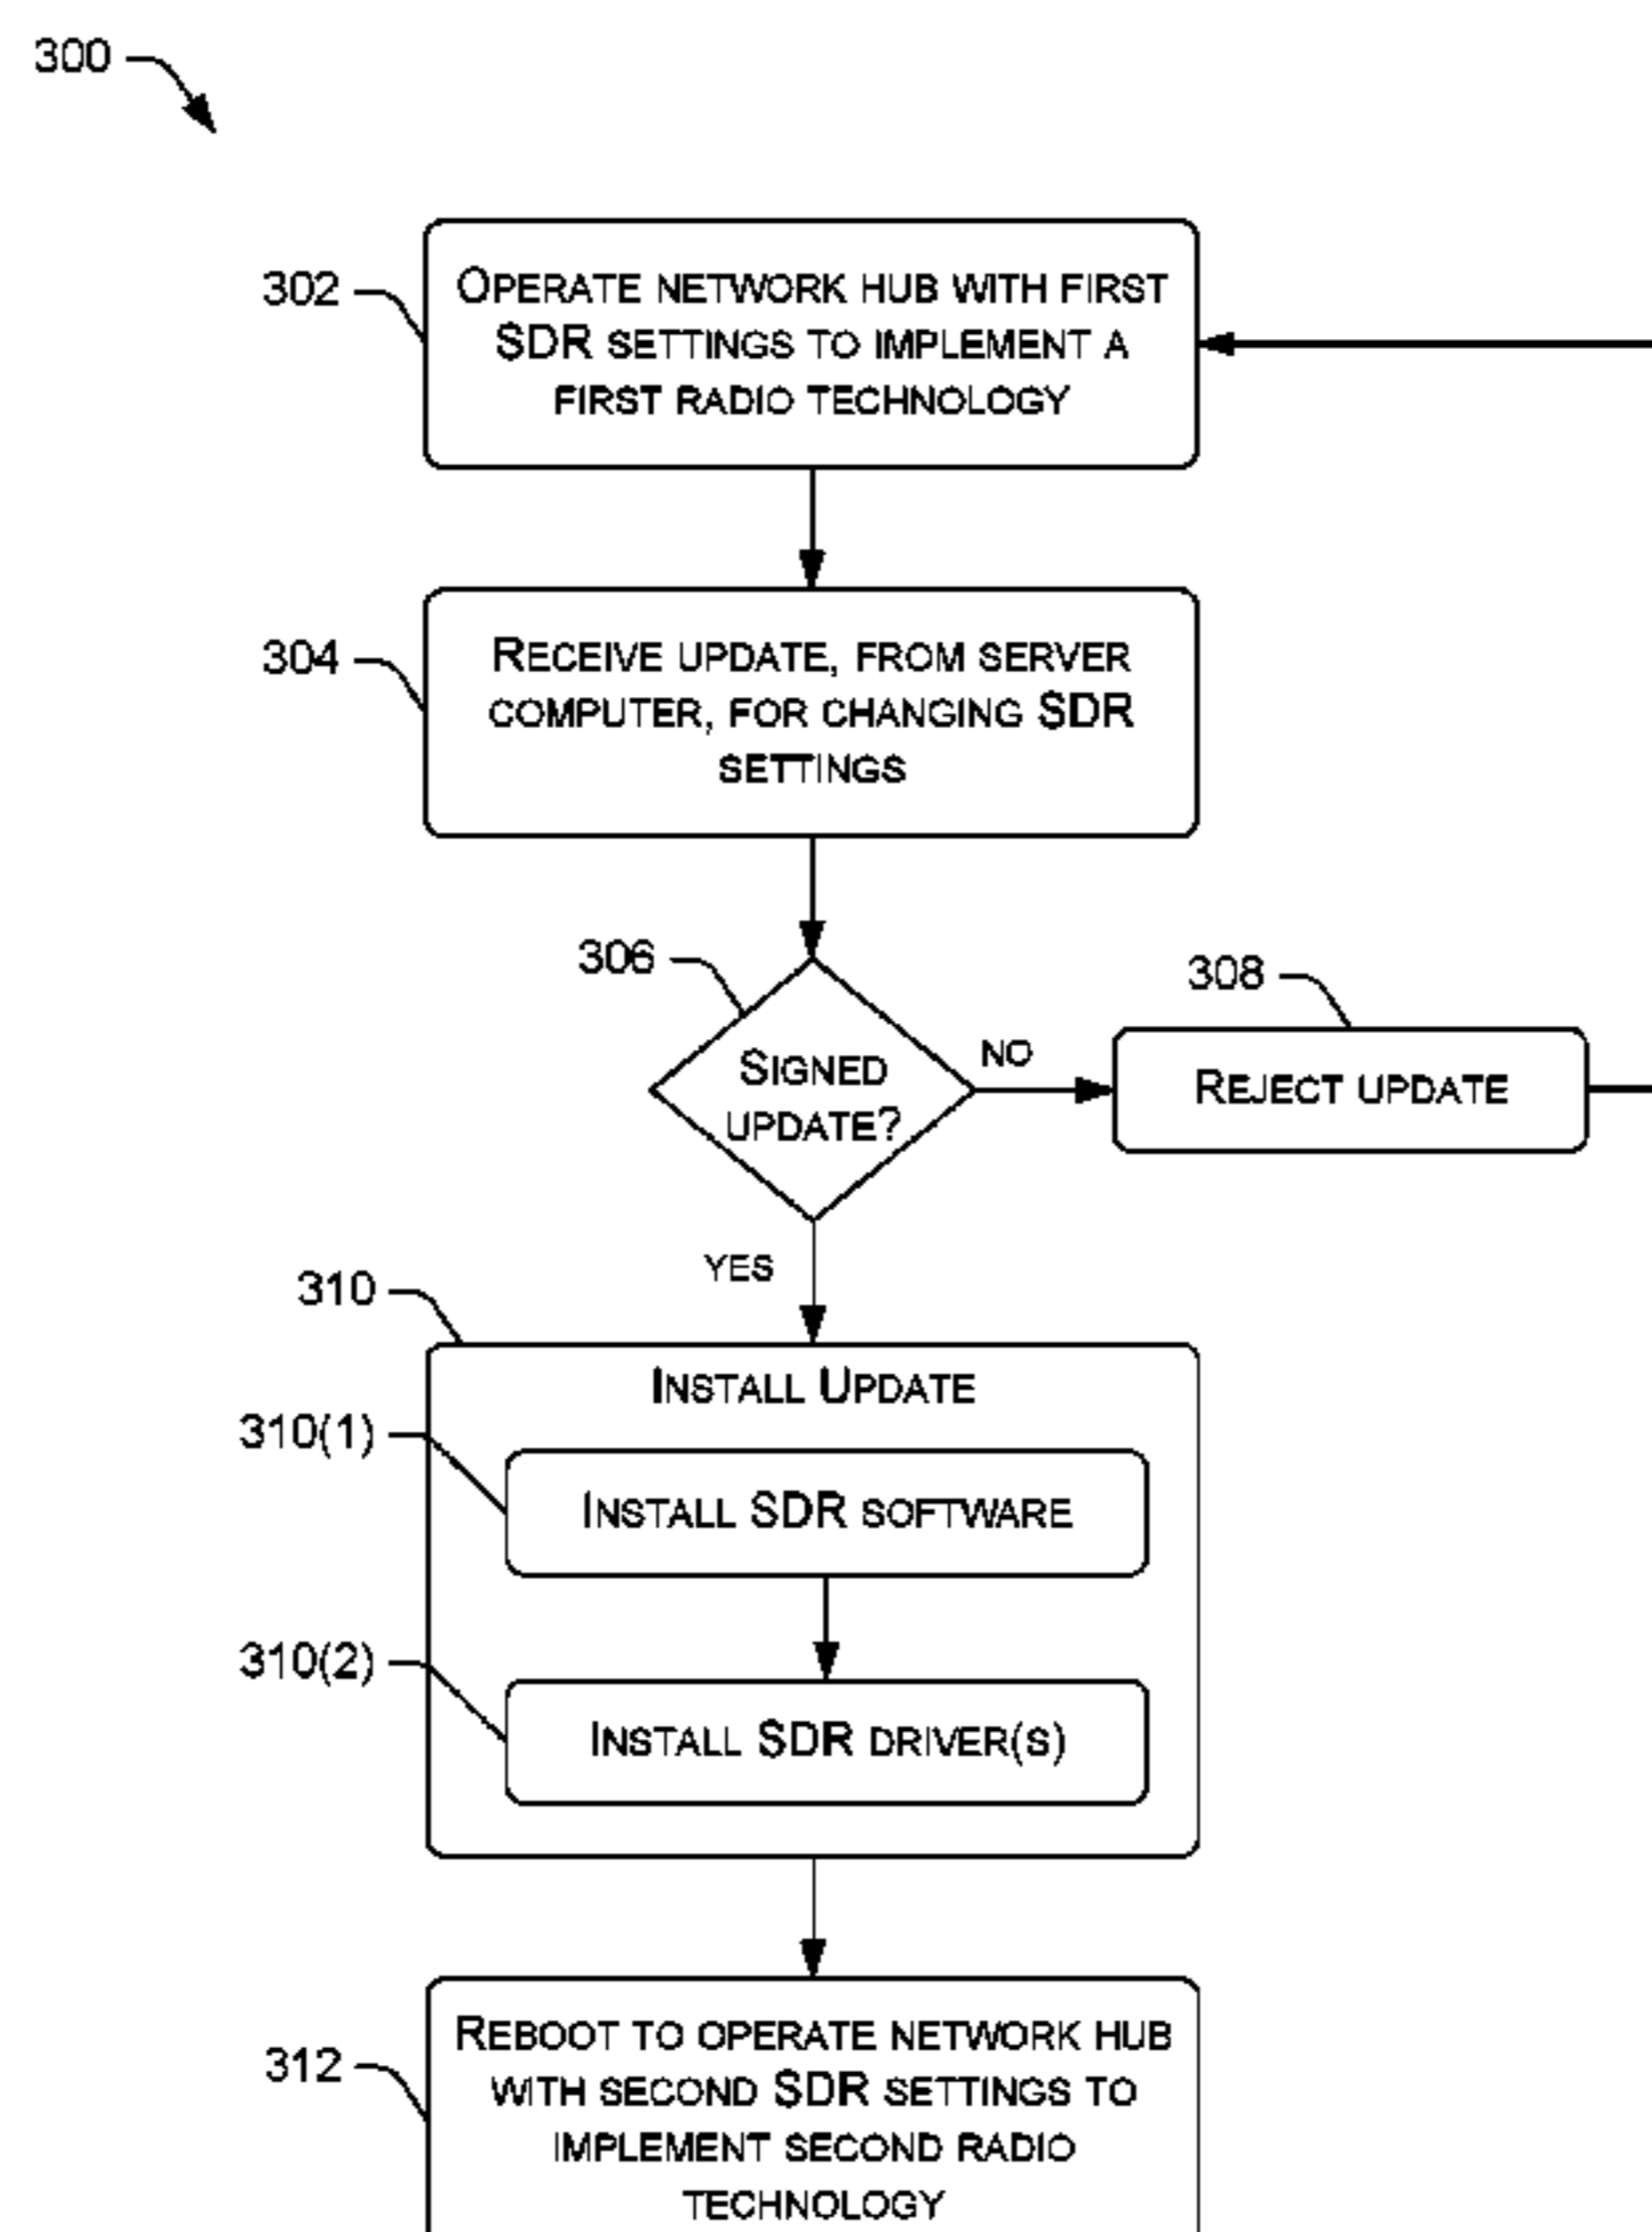 300
302
OPERATE NETWORK HUB WITH FIRST
SDR SETTINGS TO IMPLEMENT A
FIRST RADIO TECHNOLOGY
304
RECEIVE UPDATE, FROM SERVER
COMPUTER, FOR CHANGING SDR
SETTINGS
306
SIGNED
UPDATE?
NO
308
REJECT UPDATE
YES
310
INSTALL UPDATE
310(1)
INSTALL SDR SOFTWARE
310(2)
INSTALL SDR DRIVER(S)
312
REBOOT TO OPERATE NETWORK HUB
WITH SECOND SDR SETTINGS TO
IMPLEMENT SECOND RADIO
TECHNOLOGY